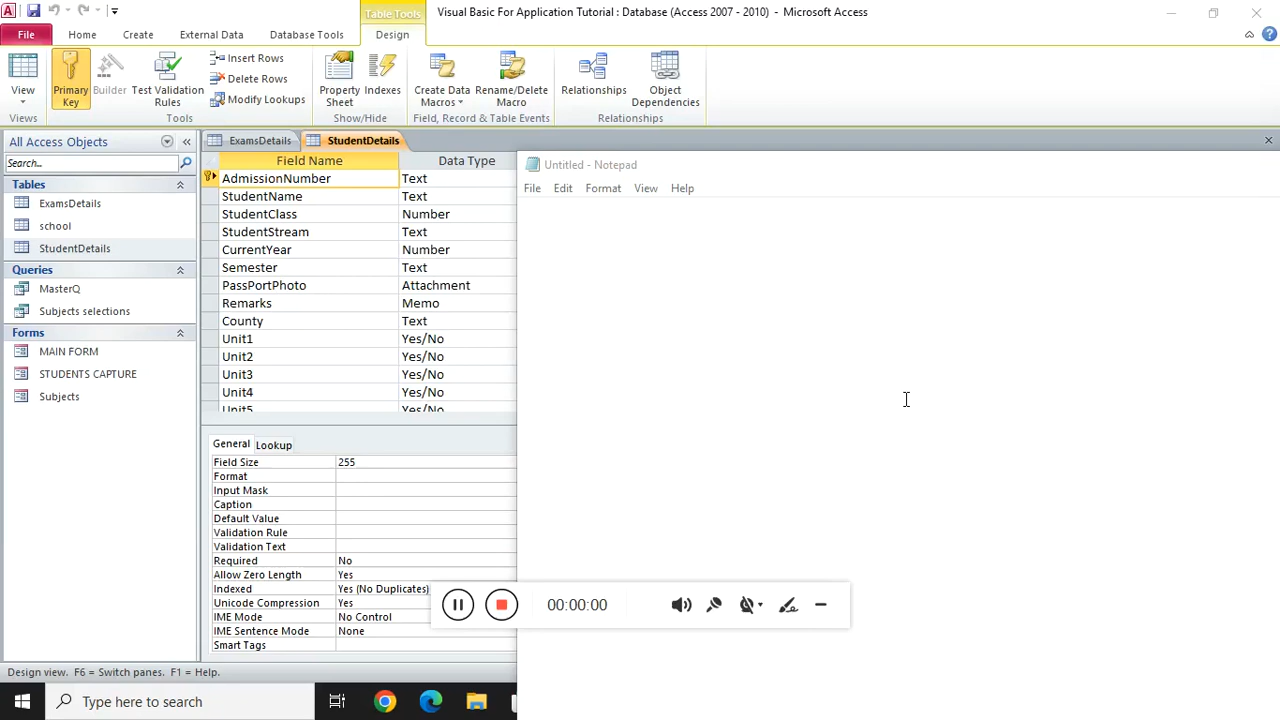 Table Tools
Visual Basic For Application Tutorial : Database (Access 2007 - 2010) - Microsoft Access
File
Home
Create
External Data
Database Tools
Design
View
Primary Key
Builder
Test Validation Rules
Insert Rows
Delete Rows
Modify Lookups
Property Sheet
Indexes
Create Data Macros
Rename/Delete Macro
Relationships
Object Dependencies
Views
Tools
Show/Hide
Field, Record & Table Events
Relationships
All Access Objects
Search...
Tables
ExamsDetails
school
StudentDetails
Queries
MasterQ
Subjects selections
Forms
MAIN FORM
STUDENTS CAPTURE
Subjects
ExamsDetails
StudentDetails
Field Name Data Type
AdmissionNumber Text
StudentName Text
StudentClass Number
StudentStream Text
CurrentYear Number
Semester Text
PassPortPhoto Attachment
Remarks Memo
County Text
Unit1 Yes/No
Unit2 Yes/No
Unit3 Yes/No
Unit4 Yes/No
Unit5 Yes/No
General
Lookup
Field Size 255
Format
Input Mask
Caption
Default Value
Validation Rule
Validation Text
Required No
Allow Zero Length Yes
Indexed Yes (No Duplicates)
Unicode Compression Yes
IME Mode No Control
IME Sentence Mode None
Smart Tags
Untitled - Notepad
File Edit Format View Help
00:00:00
Design view. F6 = Switch panes. F1 = Help.
Type here to search